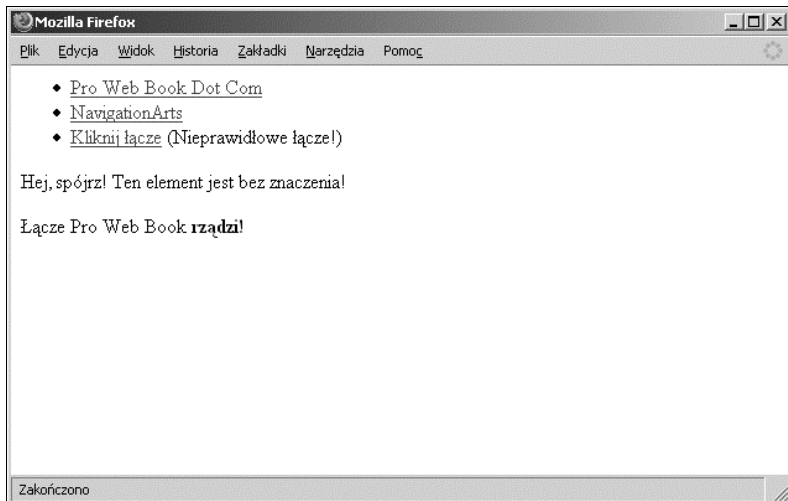 Mozilla Firefox
Plik Edycja Widok Historia Zakładki Narzędzia Pomoc
Pro Web Book Dot Com
NavigationArts
Kliknij łącze (Nieprawidłowe łącze!)
Hej, spójrz! Ten element jest bez znaczenia!
Łącze Pro Web Book rządzi!
Zakończono